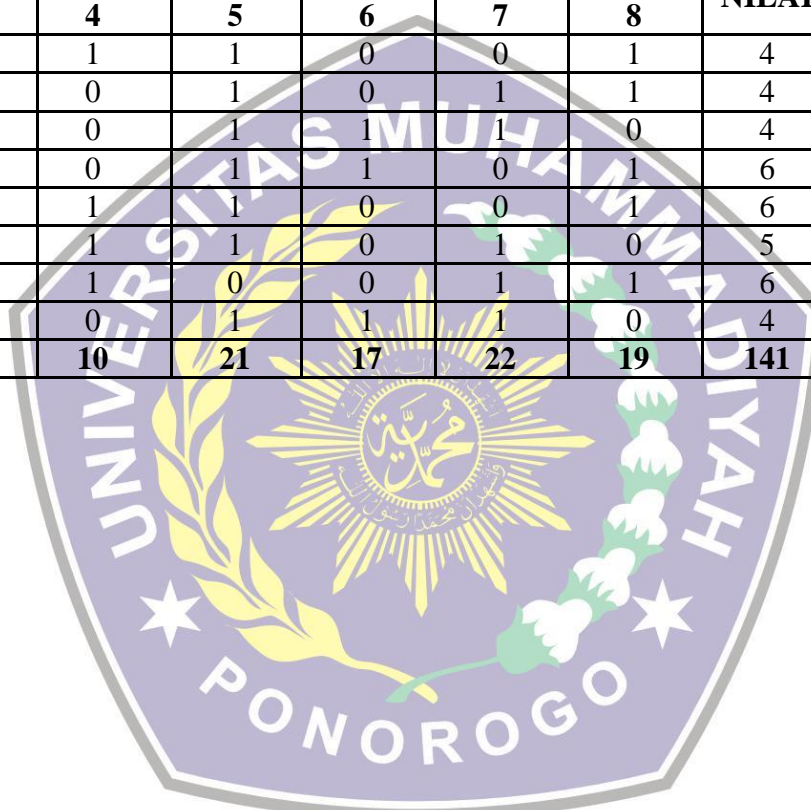 4 5 6 7 8 NILAI
1 1 0 0 1 4
0 1 0 1 1 4
0 1 1 1 0 4
0 1 1 0 1 6
1 1 0 0 1 6
1 1 0 1 0 5
1 0 0 1 1 6
0 1 1 1 0 4
10 21 17 22 19 141
UNIVERSITAS MUHAMMADIYAH
PONOROGO
محمدية